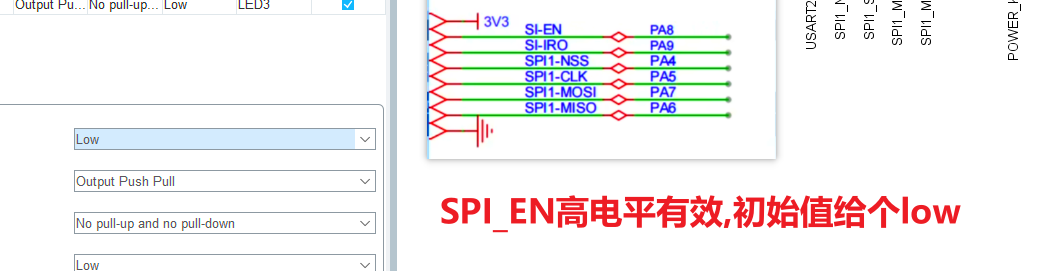 Output Pu... No pull-up... Low LED3
3V3
SI-EN PA8
SI-IRO PA9
SPI1-NSS PA4
SPI1-CLK PA5
SPI1-MOSI PA7
SPI1-MISO PA6
USART2
SPI1_N
SPI1_S
SPI1_M
SPI1_M
POWER_
Low
Output Push Pull
No pull-up and no pull-down
Low
SPI_EN高电平有效,初始值给个low